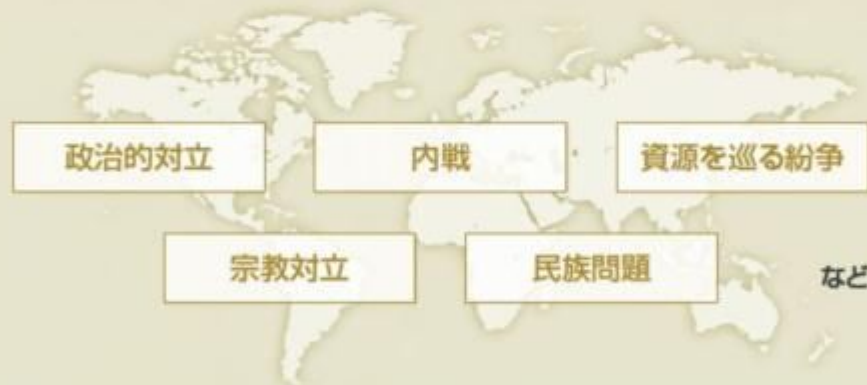 政治的対立
内戦
資源を巡る紛争
宗教対立
民族問題
など